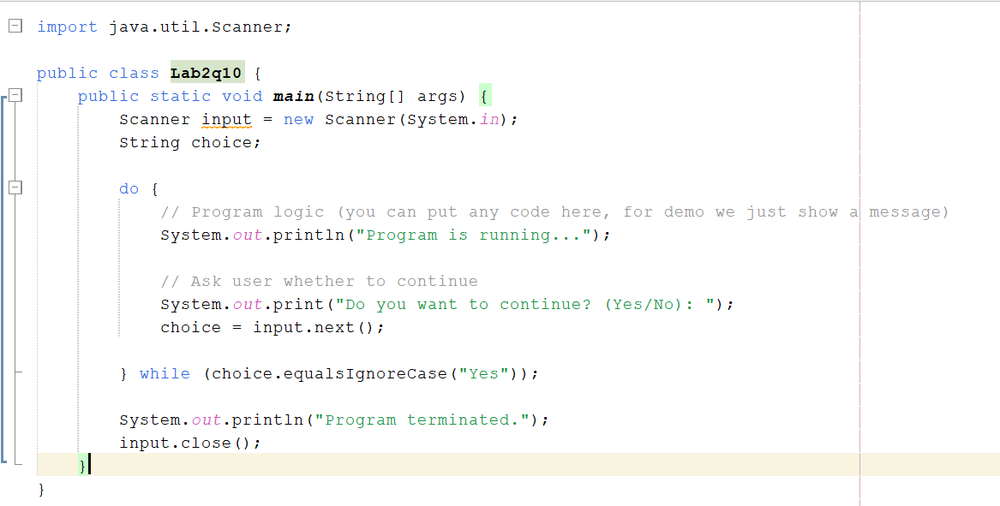 import java.util.Scanner;
public class Lab2q10 {
public static void main(String[] args) {
Scanner input = new Scanner(System.in);
String choice;
do {
// Program logic (you can put any code here, for demo we just show a message)
System.out.println("Program is running...");
// Ask user whether to continue
System.out.print("Do you want to continue? (Yes/No): ");
choice = input.next();
} while (choice.equalsIgnoreCase("Yes"));
System.out.println("Program terminated.");
input.close();
}
}